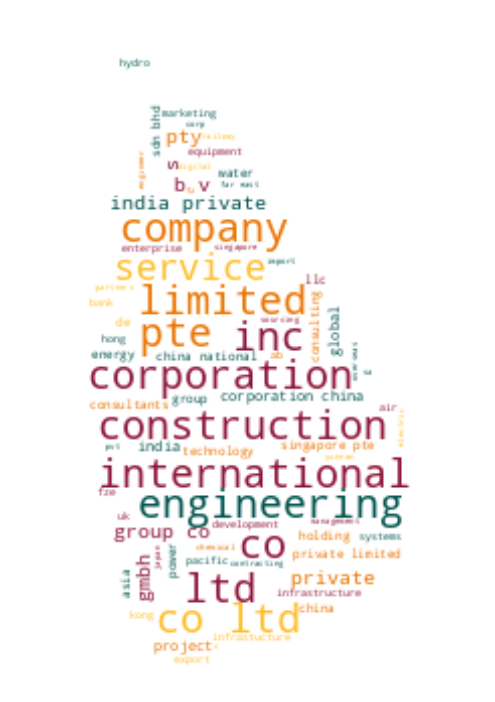 hydro
sdn bhd
marketing
corp
pty
railway
engineer
equipment
s
digital
water
b v
far east
india private
company
enterprise
singapore
service
import
llc
partners
bank
limited
consulting
global
de
sourcing
pte
inc
hong
energy
china national
ab
overseas
corporation
consultants
group
corporation china
air
construction
pvt
india
technology
singapore pte
international
fze
engineering
uk
development
management
group co
co
holding
systems
chemical
private limited
japan
power
gmbh
asia
pacific
contracting
ltd
private
infrastructure
china
kong
co ltd
infrastucture
project
export